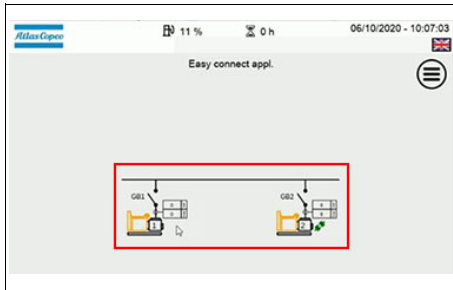 Atlas Copco
11 %
0 h
06/10/2020 - 10:07:03
Easy connect appl.
GB1
GB2
1
2